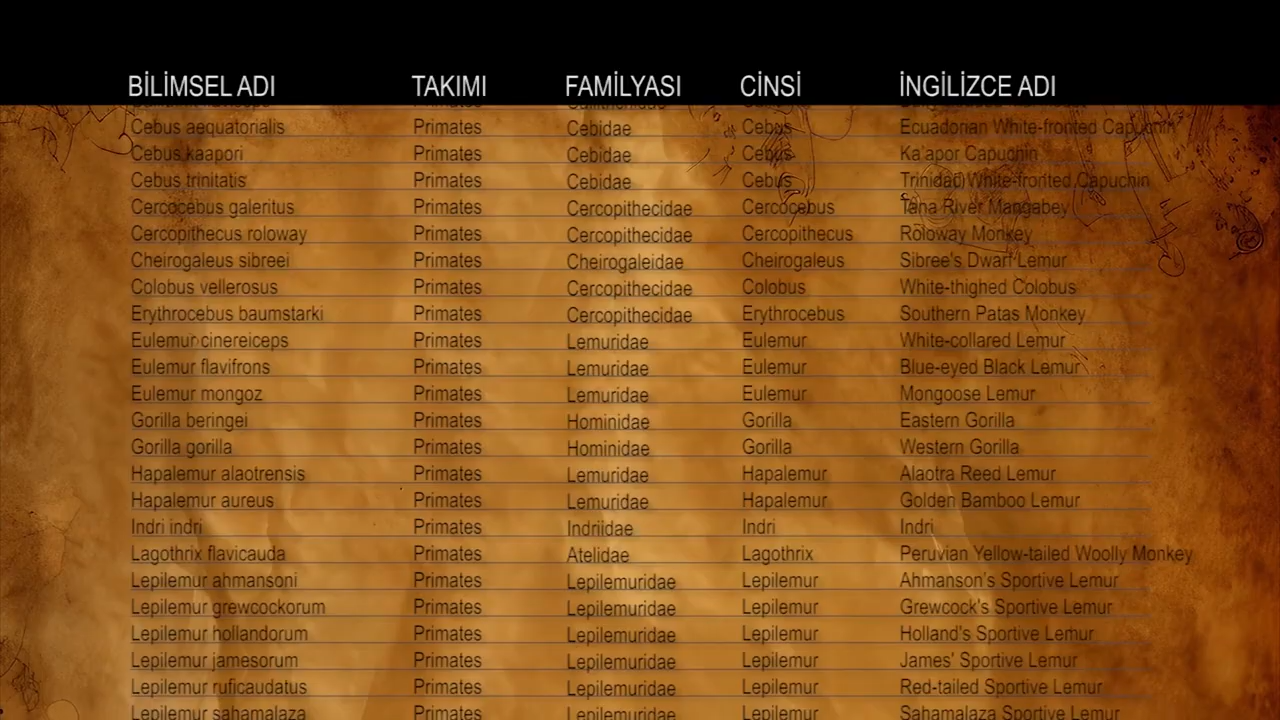 BİLİMSEL ADI TAKIMI FAMİLYASI CİNSİ İNGİLİZCE ADI
Cebus aequatorialis Primates Cebidae Cebus Ecuadorian White-fronted Capuchin
Cebus kaapori Primates Cebidae Cebus Ka'apor Capuchin
Cebus trinitatis Primates Cebidae Cebus Trinidad White-fronted Capuchin
Cercocebus galeritus Primates Cercopithecidae Cercocebus Tana River Mangabey
Cercopithecus roloway Primates Cercopithecidae Cercopithecus Roloway Monkey
Cheirogaleus sibreei Primates Cheirogaleidae Cheirogaleus Sibree's Dwarf Lemur
Colobus vellerosus Primates Cercopithecidae Colobus White-thighed Colobus
Erythrocebus baumstarki Primates Cercopithecidae Erythrocebus Southern Patas Monkey
Eulemur cinereiceps Primates Lemuridae Eulemur White-collared Lemur
Eulemur flavifrons Primates Lemuridae Eulemur Blue-eyed Black Lemur
Eulemur mongoz Primates Lemuridae Eulemur Mongoose Lemur
Gorilla beringei Primates Hominidae Gorilla Eastern Gorilla
Gorilla gorilla Primates Hominidae Gorilla Western Gorilla
Hapalemur alaotrensis Primates Lemuridae Hapalemur Alaotra Reed Lemur
Hapalemur aureus Primates Lemuridae Hapalemur Golden Bamboo Lemur
Indri indri Primates Indriidae Indri Indri
Lagothrix flavicauda Primates Atelidae Lagothrix Peruvian Yellow-tailed Woolly Monkey
Lepilemur ahmansoni Primates Lepilemuridae Lepilemur Ahmanson's Sportive Lemur
Lepilemur grewcockorum Primates Lepilemuridae Lepilemur Grewcock's Sportive Lemur
Lepilemur hollandorum Primates Lepilemuridae Lepilemur Holland's Sportive Lemur
Lepilemur jamesorum Primates Lepilemuridae Lepilemur James' Sportive Lemur
Lepilemur ruficaudatus Primates Lepilemuridae Lepilemur Red-tailed Sportive Lemur
Lepilemur sahamalaza Primates Lepilemuridae Lepilemur Sahamalaza Sportive Lemur